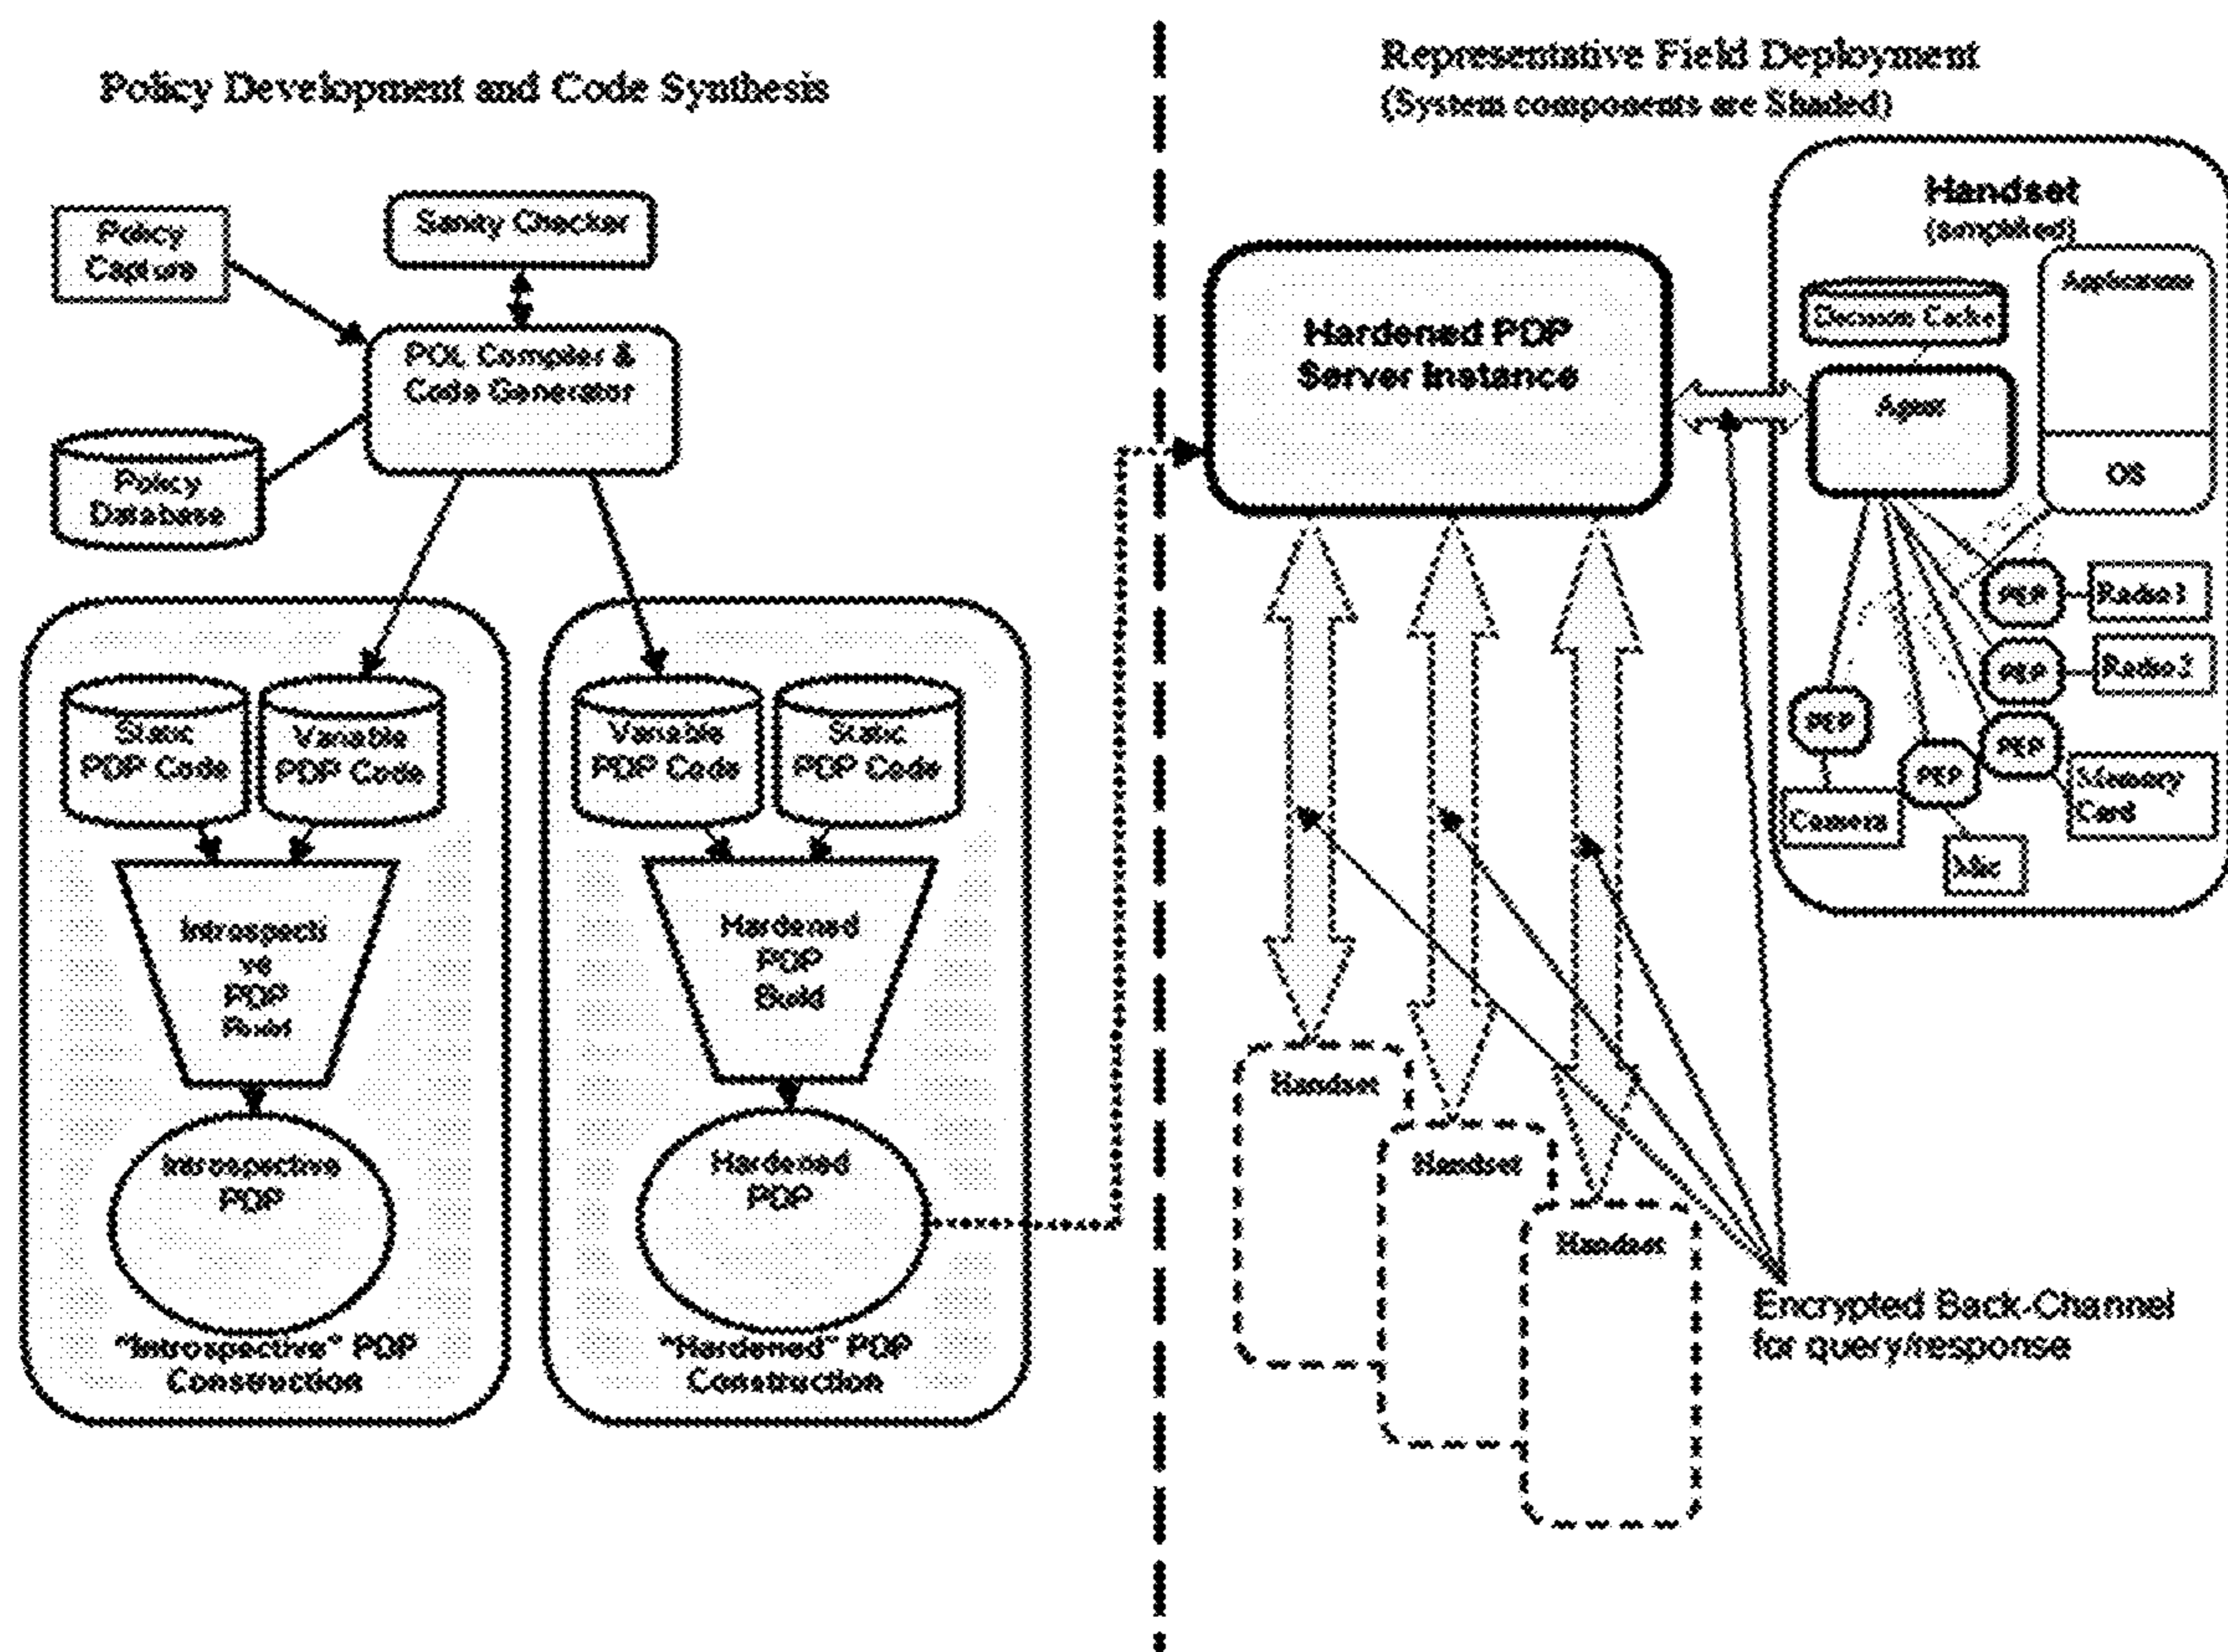 Policy Development and Code Synthesis
Representative Field Deployment
(System components are Shaded)
Policy
Capture
Sanity Checker
PDL Compiler &
Code Generator
Policy
Database
Static
PDP Code
Variable
PDP Code
Introspecti
ve
PDP
Build
Introspective
PDP
"Introspective" PDP
Construction
Variable
PDP Code
Static
PDP Code
Hardened
PDP
Build
Hardened
PDP
"Hardened" PDP
Construction
Hardened PDP
Server Instance
Handset
(simplified)
Decision Cache
Applications
Agent
OS
PEP
Radio1
PEP
Radio2
PEP
PEP
PEP
Memory
Card
Camera
Mic
Handset
Handset
Handset
Encrypted Back-Channel
for query/response